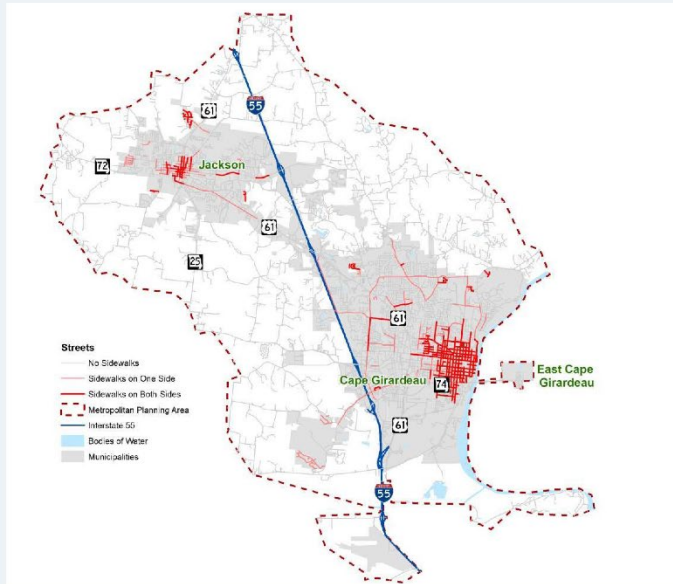 61
55
Jackson
72
61
25
61
Streets
No Sidewalks
Sidewalks on One Side
Sidewalks on Both Sides
Metropolitan Planning Area
Interstate 55
Bodies of Water
Municipalities
East Cape
Girardeau
Cape Girardeau
74
61
55